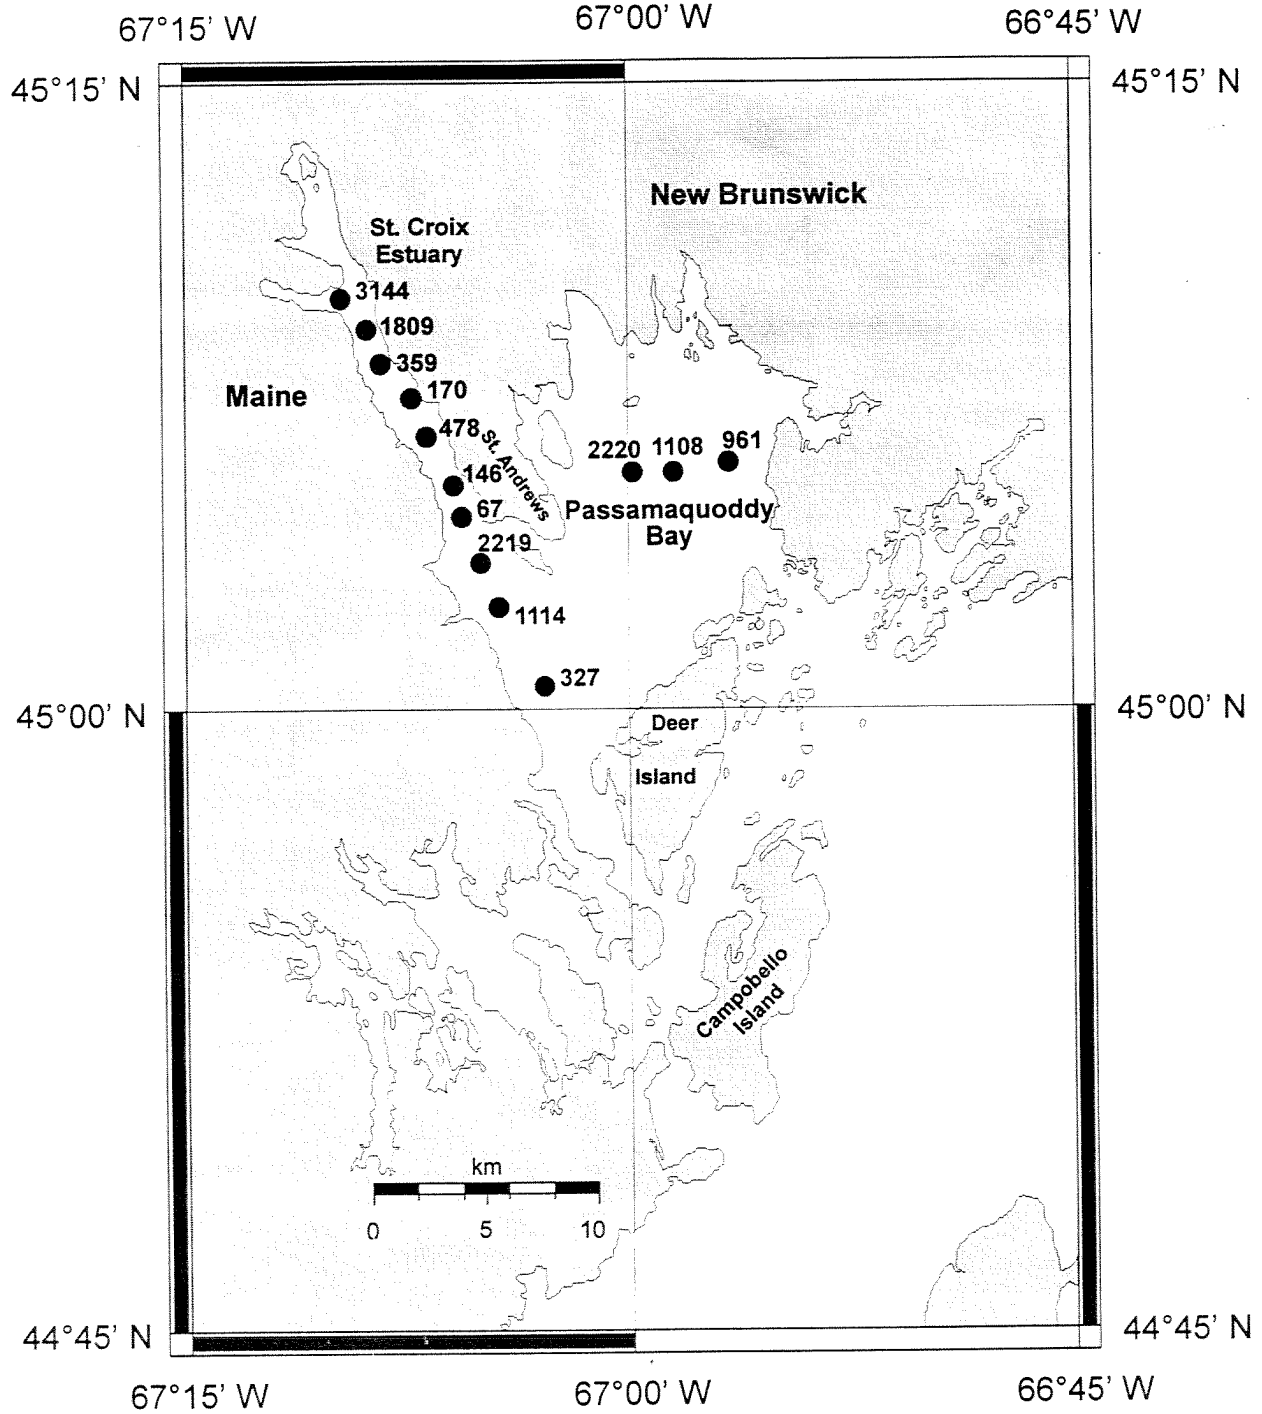 67°15' W
67°00' W
66°45' W
45°15' N
45°15' N
New Brunswick
St. Croix
Estuary
3144
1809
359
Maine
170
478
St. Andrews
2220
1108
961
146
67
Passamaquoddy
Bay
2219
1114
327
45°00' N
45°00' N
Deer
Island
Campobello
Island
km
0
5
10
44°45' N
44°45' N
67°15' W
67°00' W
66°45' W